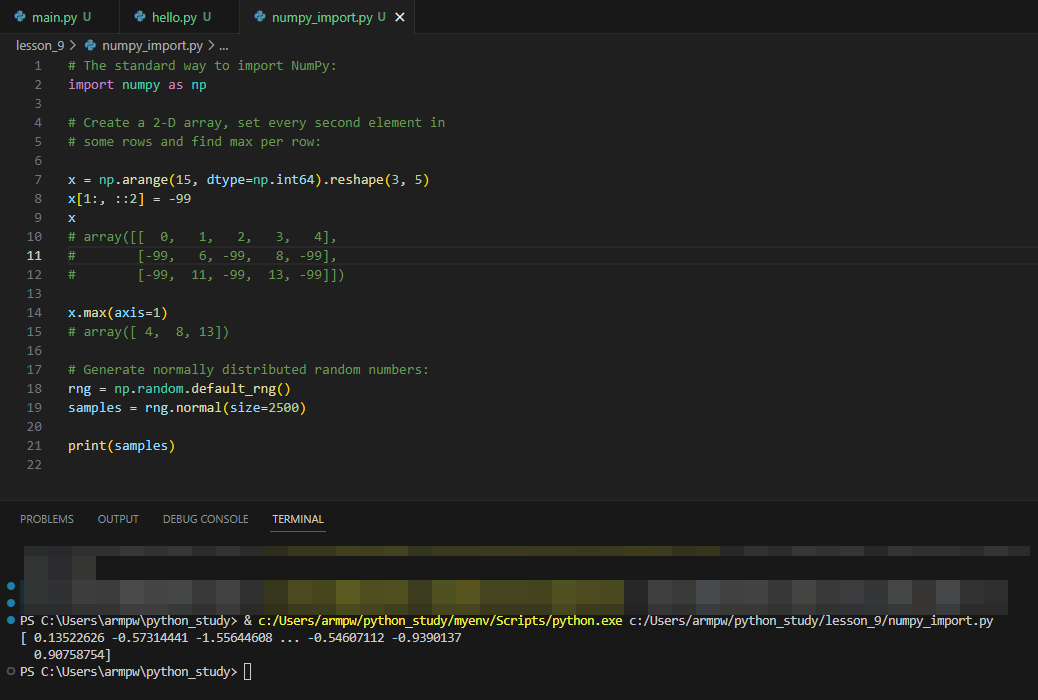 main.py U hello.py U numpy_import.py U
lesson_9 > numpy_import.py > ...
1 # The standard way to import NumPy:
2 import numpy as np
3
4 # Create a 2-D array, set every second element in
5 # some rows and find max per row:
6
7 x = np.arange(15, dtype=np.int64).reshape(3, 5)
8 x[1:, ::2] = -99
9 x
10 # array([[  0,   1,   2,   3,   4],
11 #        [-99,   6, -99,   8, -99],
12 #        [-99,  11, -99,  13, -99]])
13
14 x.max(axis=1)
15 # array([ 4,  8, 13])
16
17 # Generate normally distributed random numbers:
18 rng = np.random.default_rng()
19 samples = rng.normal(size=2500)
20
21 print(samples)
22
PROBLEMS OUTPUT DEBUG CONSOLE TERMINAL
PS C:\Users\armpw\python_study> & c:/Users/armpw/python_study/myenv/Scripts/python.exe c:/Users/armpw/python_study/lesson_9/numpy_import.py
[ 0.13522626 -0.57314441 -1.55644608 ... -0.54607112 -0.9390137
  0.90758754]
PS C:\Users\armpw\python_study>